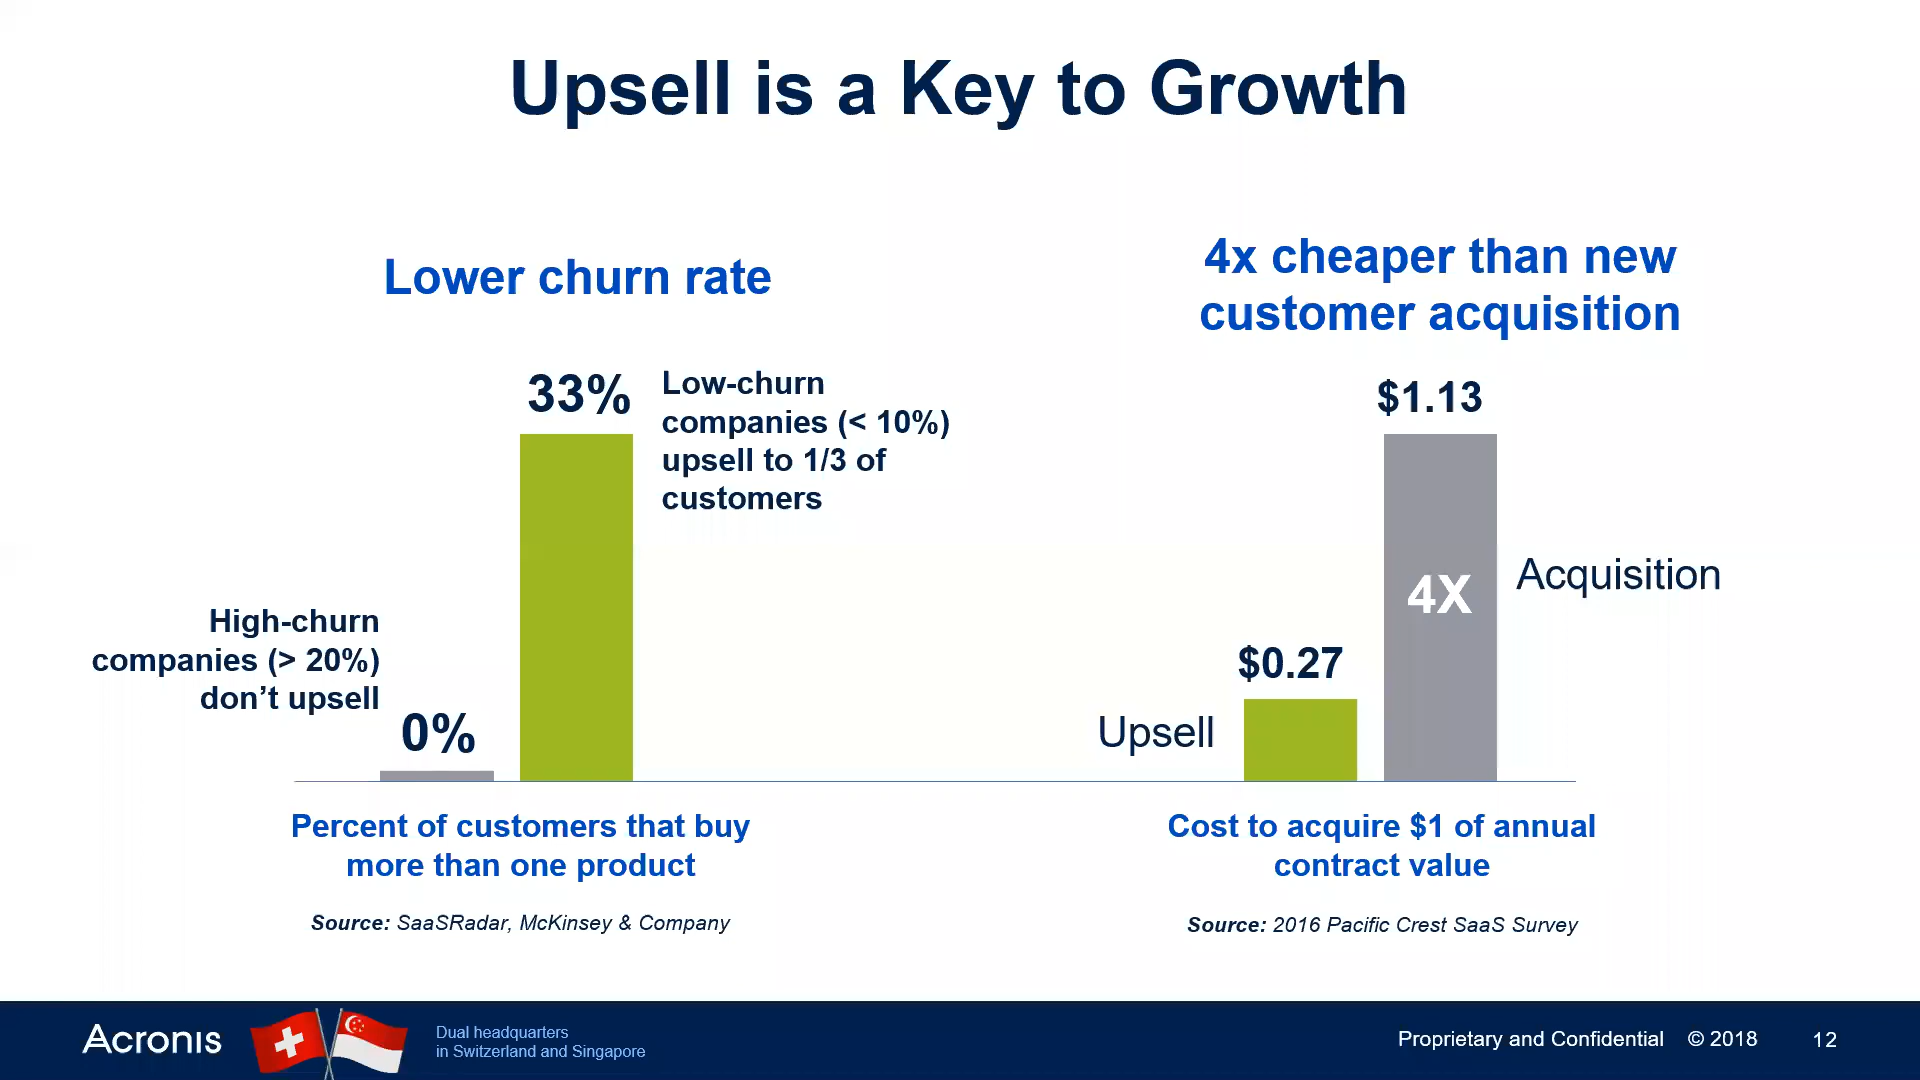 Upsell is a Key to Growth
Lower churn rate
33%
Low-churn
companies (< 10%)
upsell to 1/3 of
customers
High-churn
companies (> 20%)
don’t upsell
0%
Percent of customers that buy
more than one product
Source: SaaSRadar, McKinsey & Company
4x cheaper than new
customer acquisition
$1.13
4X
Acquisition
$0.27
Upsell
Cost to acquire $1 of annual
contract value
Source: 2016 Pacific Crest SaaS Survey
Acronis
Dual headquarters
in Switzerland and Singapore
Proprietary and Confidential © 2018 12